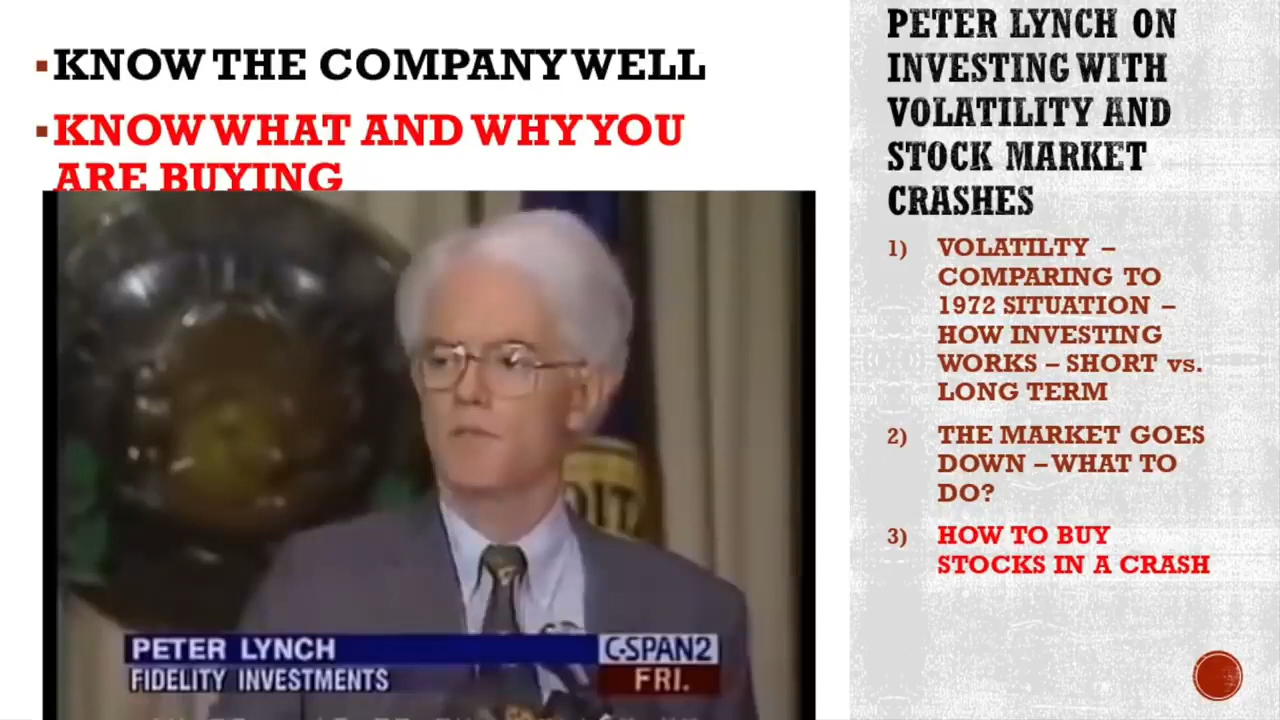 KNOW THE COMPANY WELL
KNOW WHAT AND WHY YOU
ARE BUYING
PETER LYNCH
FIDELITY INVESTMENTS
C-SPAN2
FRI.
PETER LYNCH ON
INVESTING WITH
VOLATILITY AND
STOCK MARKET
CRASHES
1) VOLATILTY –
COMPARING TO
1972 SITUATION –
HOW INVESTING
WORKS – SHORT vs.
LONG TERM
2) THE MARKET GOES
DOWN – WHAT TO
DO?
3) HOW TO BUY
STOCKS IN A CRASH